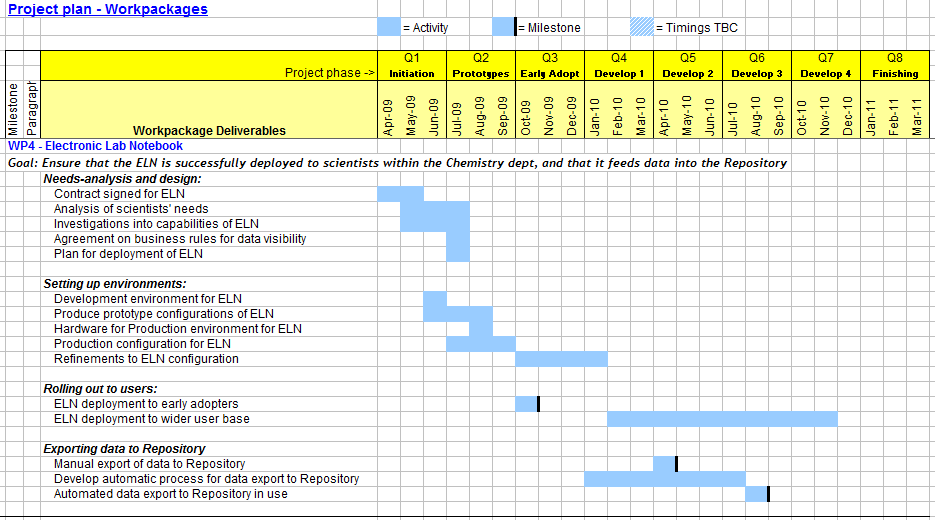 Project plan - Workpackages
= Activity = Milestone = Timings TBC
Q1 Q2 Q3 Q4 Q5 Q6 Q7 Q8
Project phase -> Initiation Prototypes Early Adopt Develop 1 Develop 2 Develop 3 Develop 4 Finishing
Milestone Paragraph Workpackage Deliverables Apr-09 May-09 Jun-09 Jul-09 Aug-09 Sep-09 Oct-09 Nov-09 Dec-09 Jan-10 Feb-10 Mar-10 Apr-10 May-10 Jun-10 Jul-10 Aug-10 Sep-10 Oct-10 Nov-10 Dec-10 Jan-11 Feb-11 Mar-11
WP4 - Electronic Lab Notebook
Goal: Ensure that the ELN is successfully deployed to scientists within the Chemistry dept, and that it feeds data into the Repository
Needs-analysis and design:
Contract signed for ELN
Analysis of scientists' needs
Investigations into capabilities of ELN
Agreement on business rules for data visibility
Plan for deployment of ELN
Setting up environments:
Development environment for ELN
Produce prototype configurations of ELN
Hardware for Production environment for ELN
Production configuration for ELN
Refinements to ELN configuration
Rolling out to users:
ELN deployment to early adopters
ELN deployment to wider user base
Exporting data to Repository
Manual export of data to Repository
Develop automatic process for data export to Repository
Automated data export to Repository in use